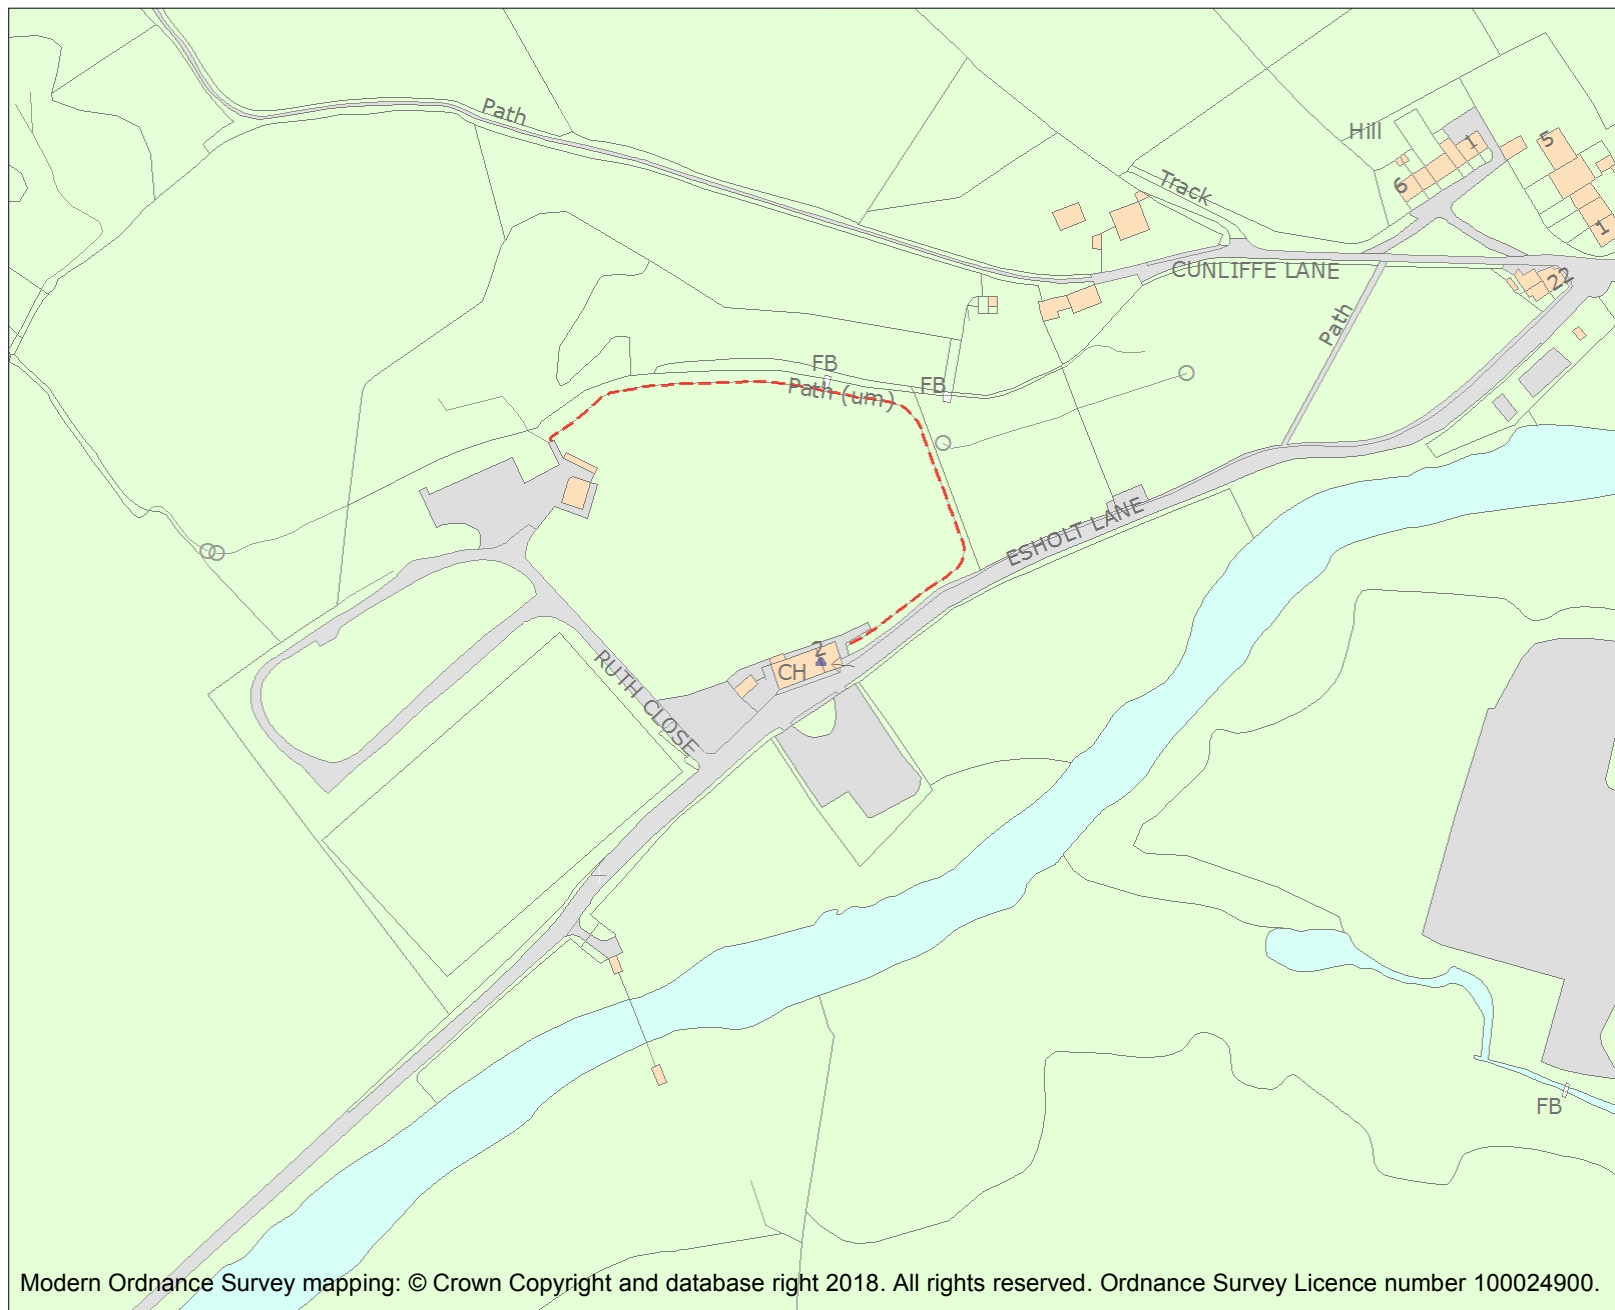 Path
Hill
1
5
6
Track
1
CUNLIFFE LANE
22
Path
FB
FB
Path (um)
ESHOLT LANE
2
CH
RUTH CLOSE
FB
Modern Ordnance Survey mapping: © Crown Copyright and database right 2018. All rights reserved. Ordnance Survey Licence number 100024900.